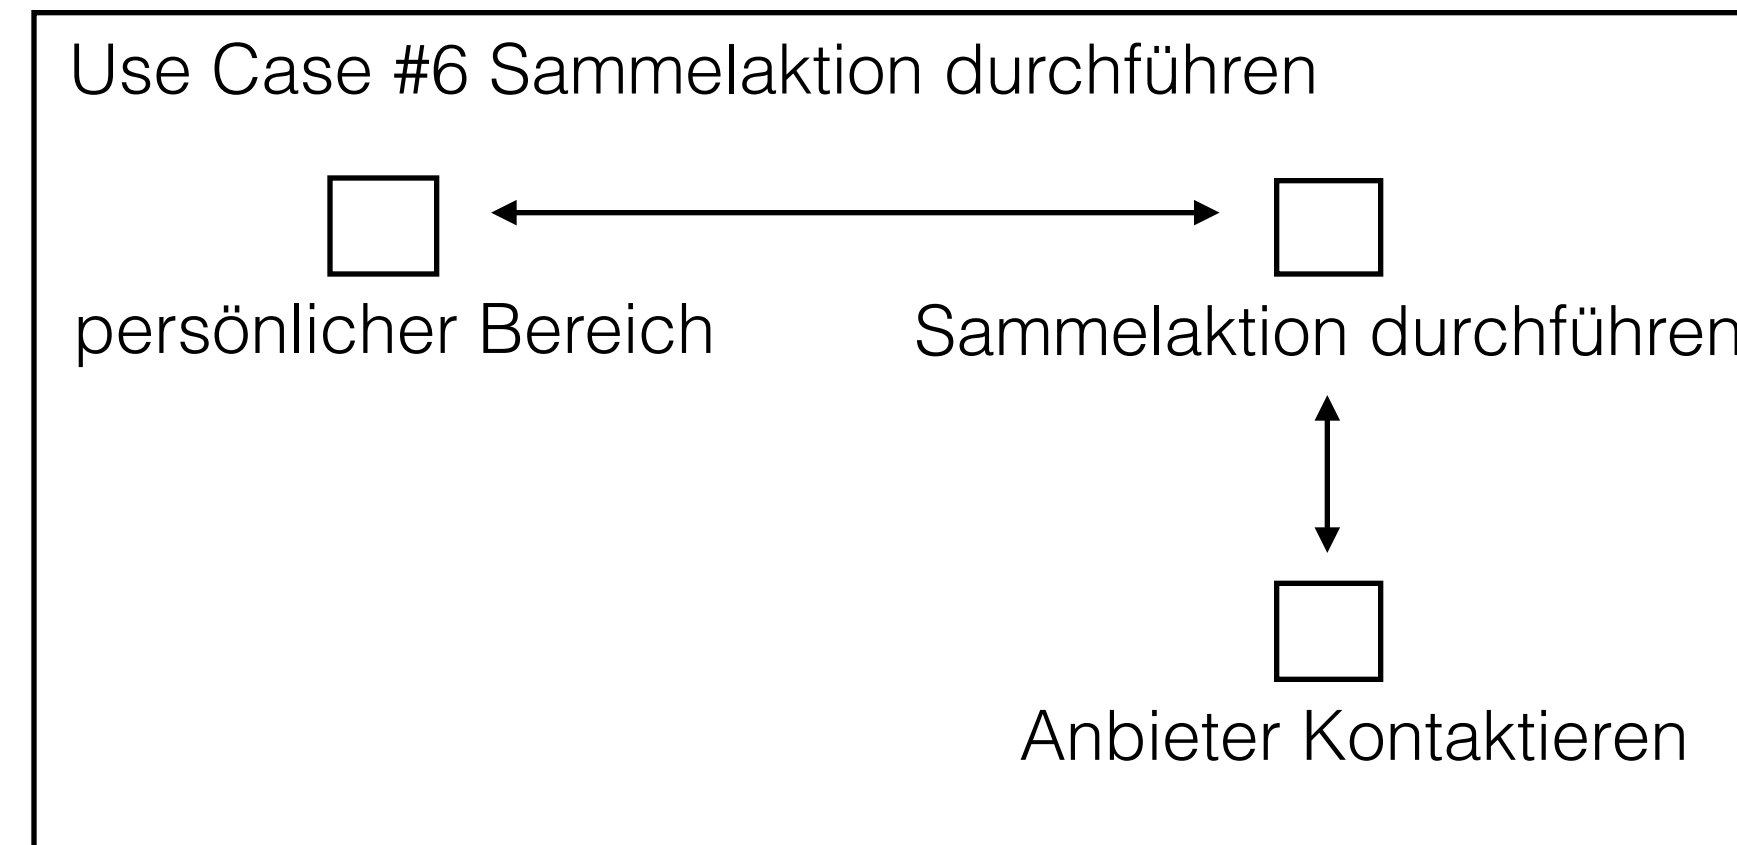 Use Case #6 Sammelaktion durchführen
persönlicher Bereich
Sammelaktion durchführen
Anbieter Kontaktieren